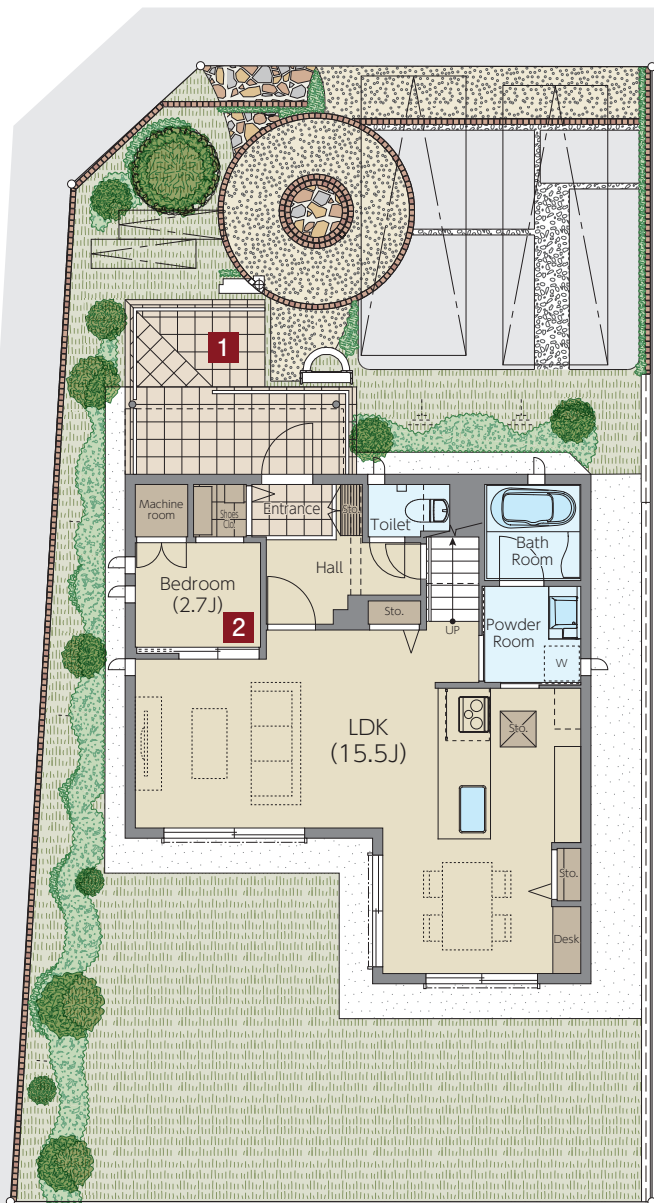 1
Machine
room
Shoes
Clo.
Entrance
Sto.
Toilet
Bath
Room
Hall
Bedroom
(2.7J)
2
Sto.
UP
Powder
Room
W
LDK
(15.5J)
Sto.
Sto.
Desk